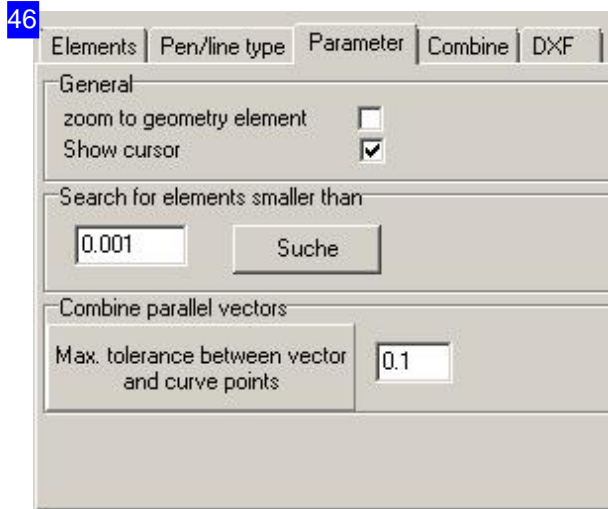 46
Elements Pen/line type Parameter Combine DXF
General
zoom to geometry element
Show cursor
Search for elements smaller than
0.001 Suche
Combine parallel vectors
Max. tolerance between vector
and curve points
0.1